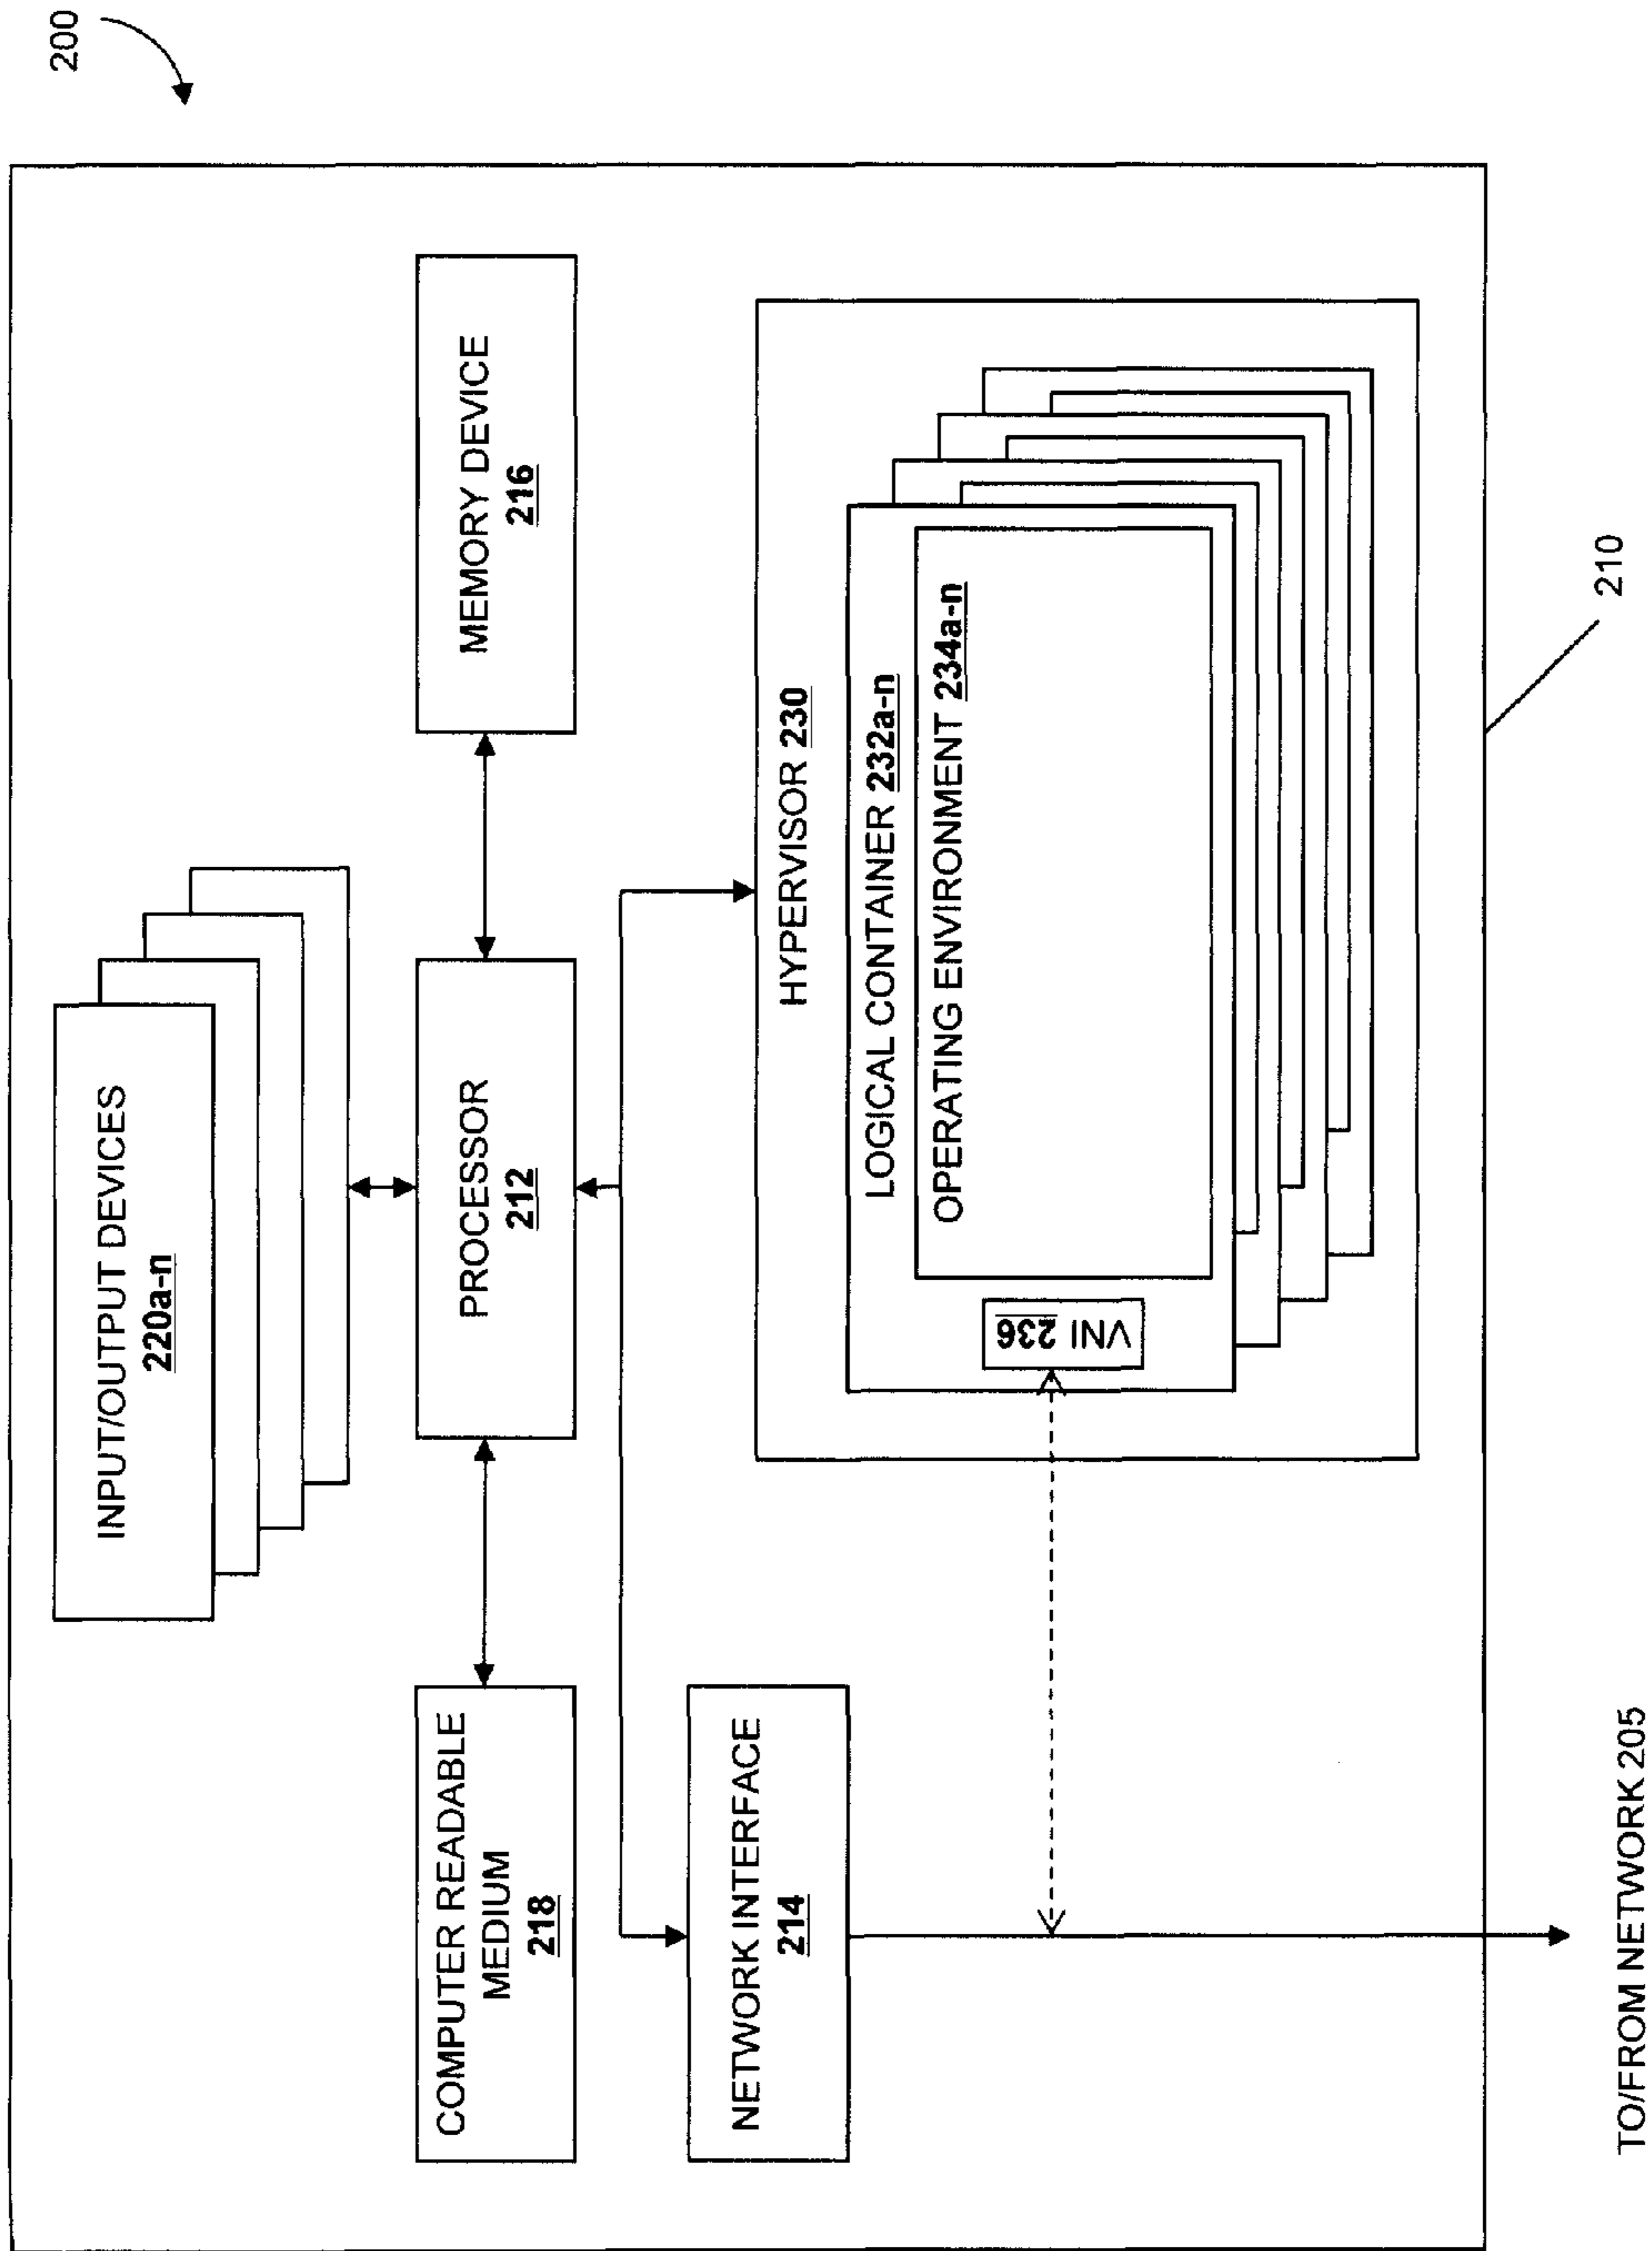 200
INPUT/OUTPUT DEVICES
220a-n
COMPUTER READABLE
MEDIUM
218
PROCESSOR
212
MEMORY DEVICE
216
NETWORK INTERFACE
214
HYPERVISOR 230
LOGICAL CONTAINER 232a-n
OPERATING ENVIRONMENT 234a-n
VNI 236
210
TO/FROM NETWORK 205